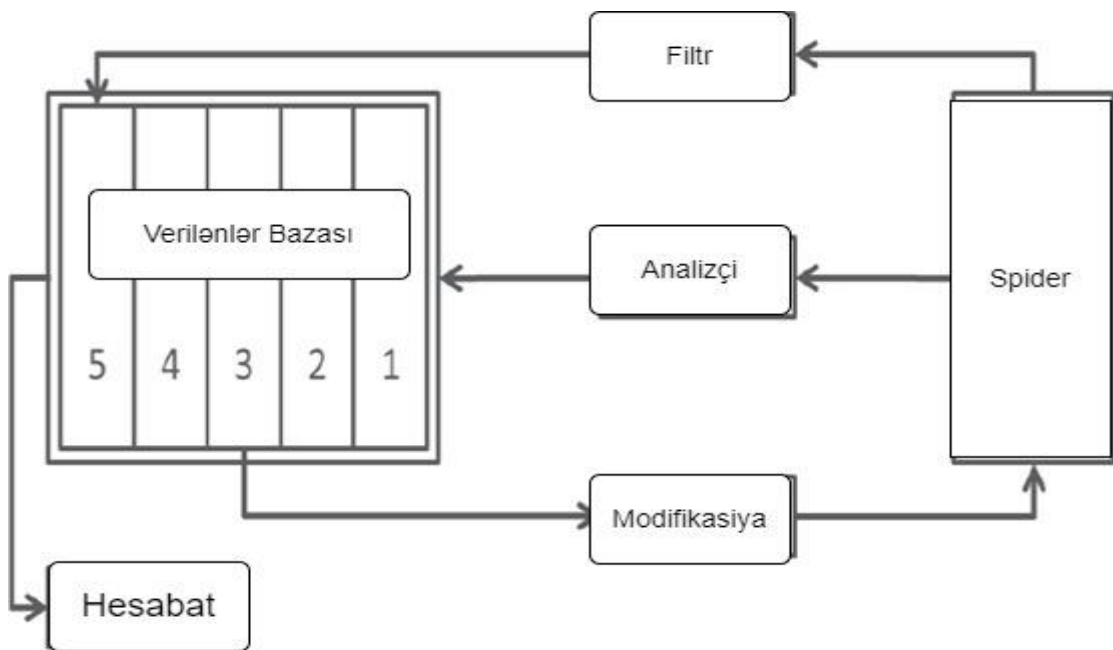 Filtr
Verilənlər Bazası
Analizçi
Spider
5 4 3 2 1
Modifikasiya
Hesabat